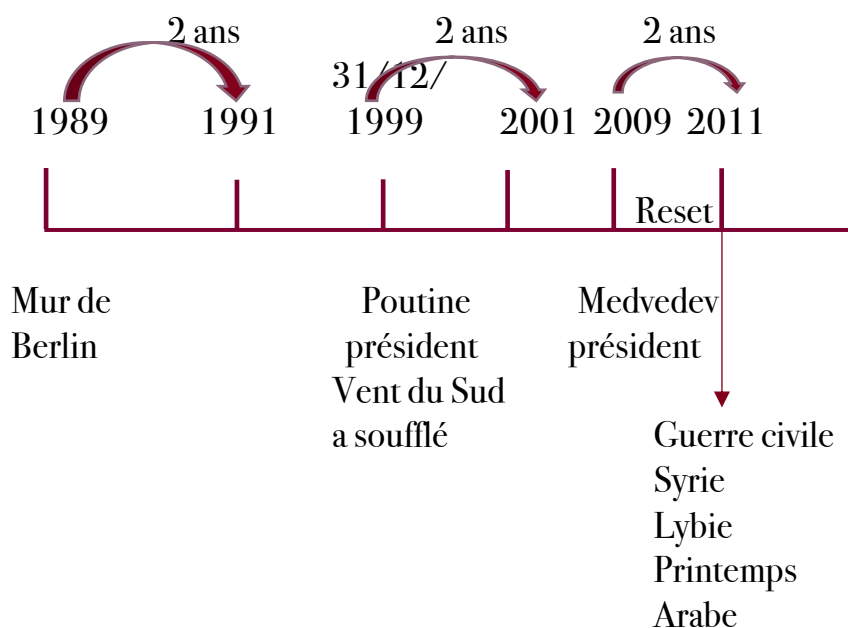 2 ans
2 ans
2 ans
31/12/
1989
1991
1999
2001
2009
2011
Reset
Mur de
Berlin
Poutine
président
Vent du Sud
a soufflé
Medvedev
président
Guerre civile
Syrie
Lybie
Printemps
Arabe